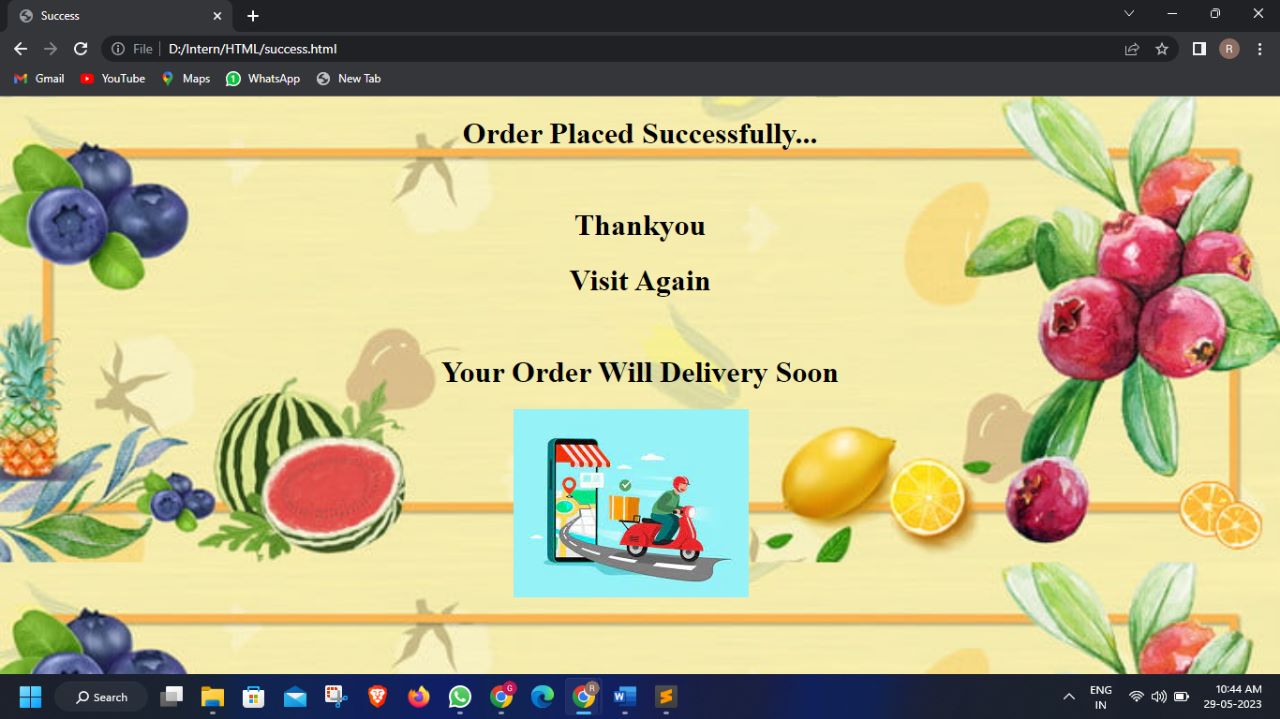 Success
File
D:/Intern/HTML/success.html
R
Gmail
YouTube
Maps
1
WhatsApp
New Tab
Order Placed Successfully...
Thankyou
Visit Again
Your Order Will Delivery Soon
Search
G
R
W
S
ENG
IN
10:44 AM
29-05-2023